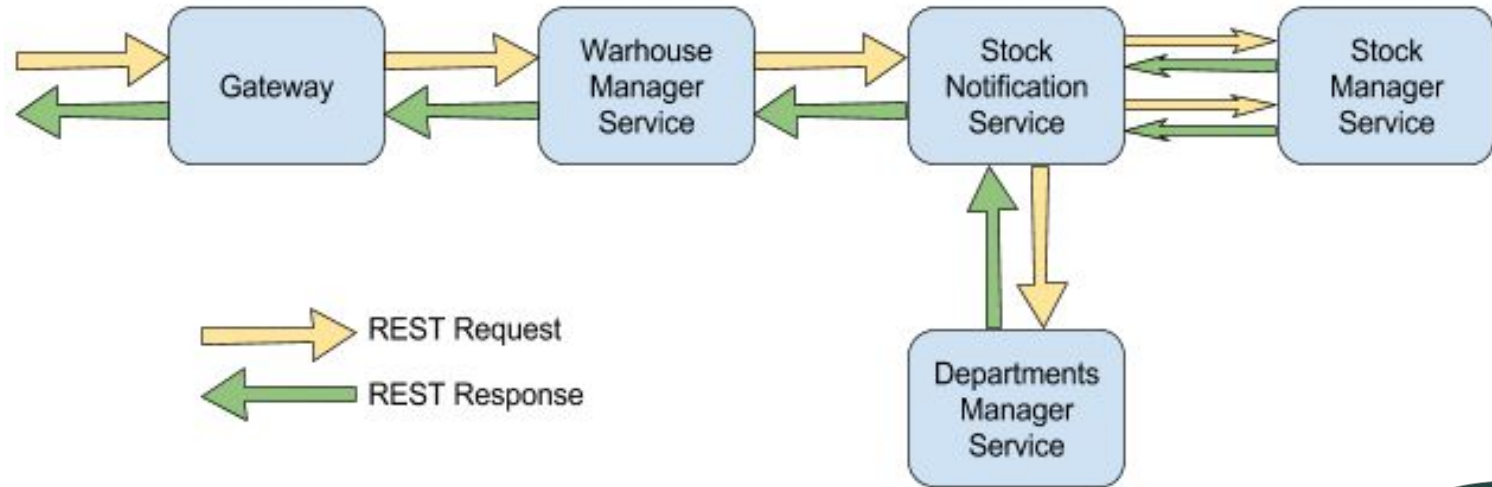 Gateway
Warhouse
Manager
Service
Stock
Notification
Service
Stock
Manager
Service
REST Request
REST Response
Departments
Manager
Service